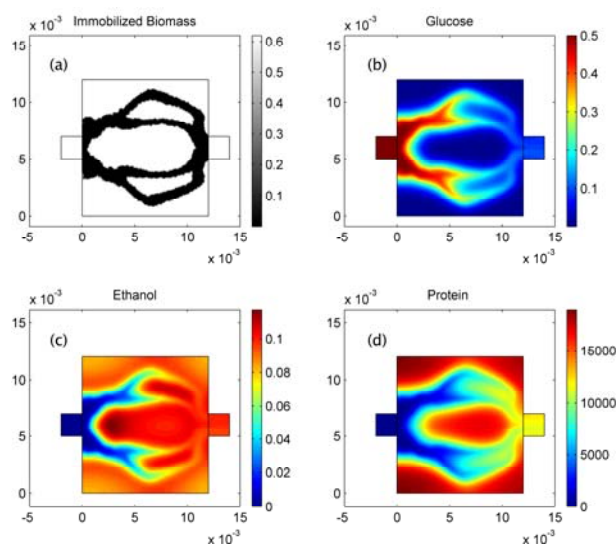 x 10⁻³ Immobilized Biomass
15
(a)
10
5
0
-5 0 5 10 15
x 10⁻³
0.6
0.5
0.4
0.3
0.2
0.1
x 10⁻³ Glucose
15
(b)
10
5
0
-5 0 5 10 15
x 10⁻³
0.5
0.4
0.3
0.2
0.1
x 10⁻³ Ethanol
15
(c)
10
5
0
-5 0 5 10 15
x 10⁻³
0.1
0.08
0.06
0.04
0.02
0
x 10⁻³ Protein
15
(d)
10
5
0
-5 0 5 10 15
x 10⁻³
15000
10000
5000
0